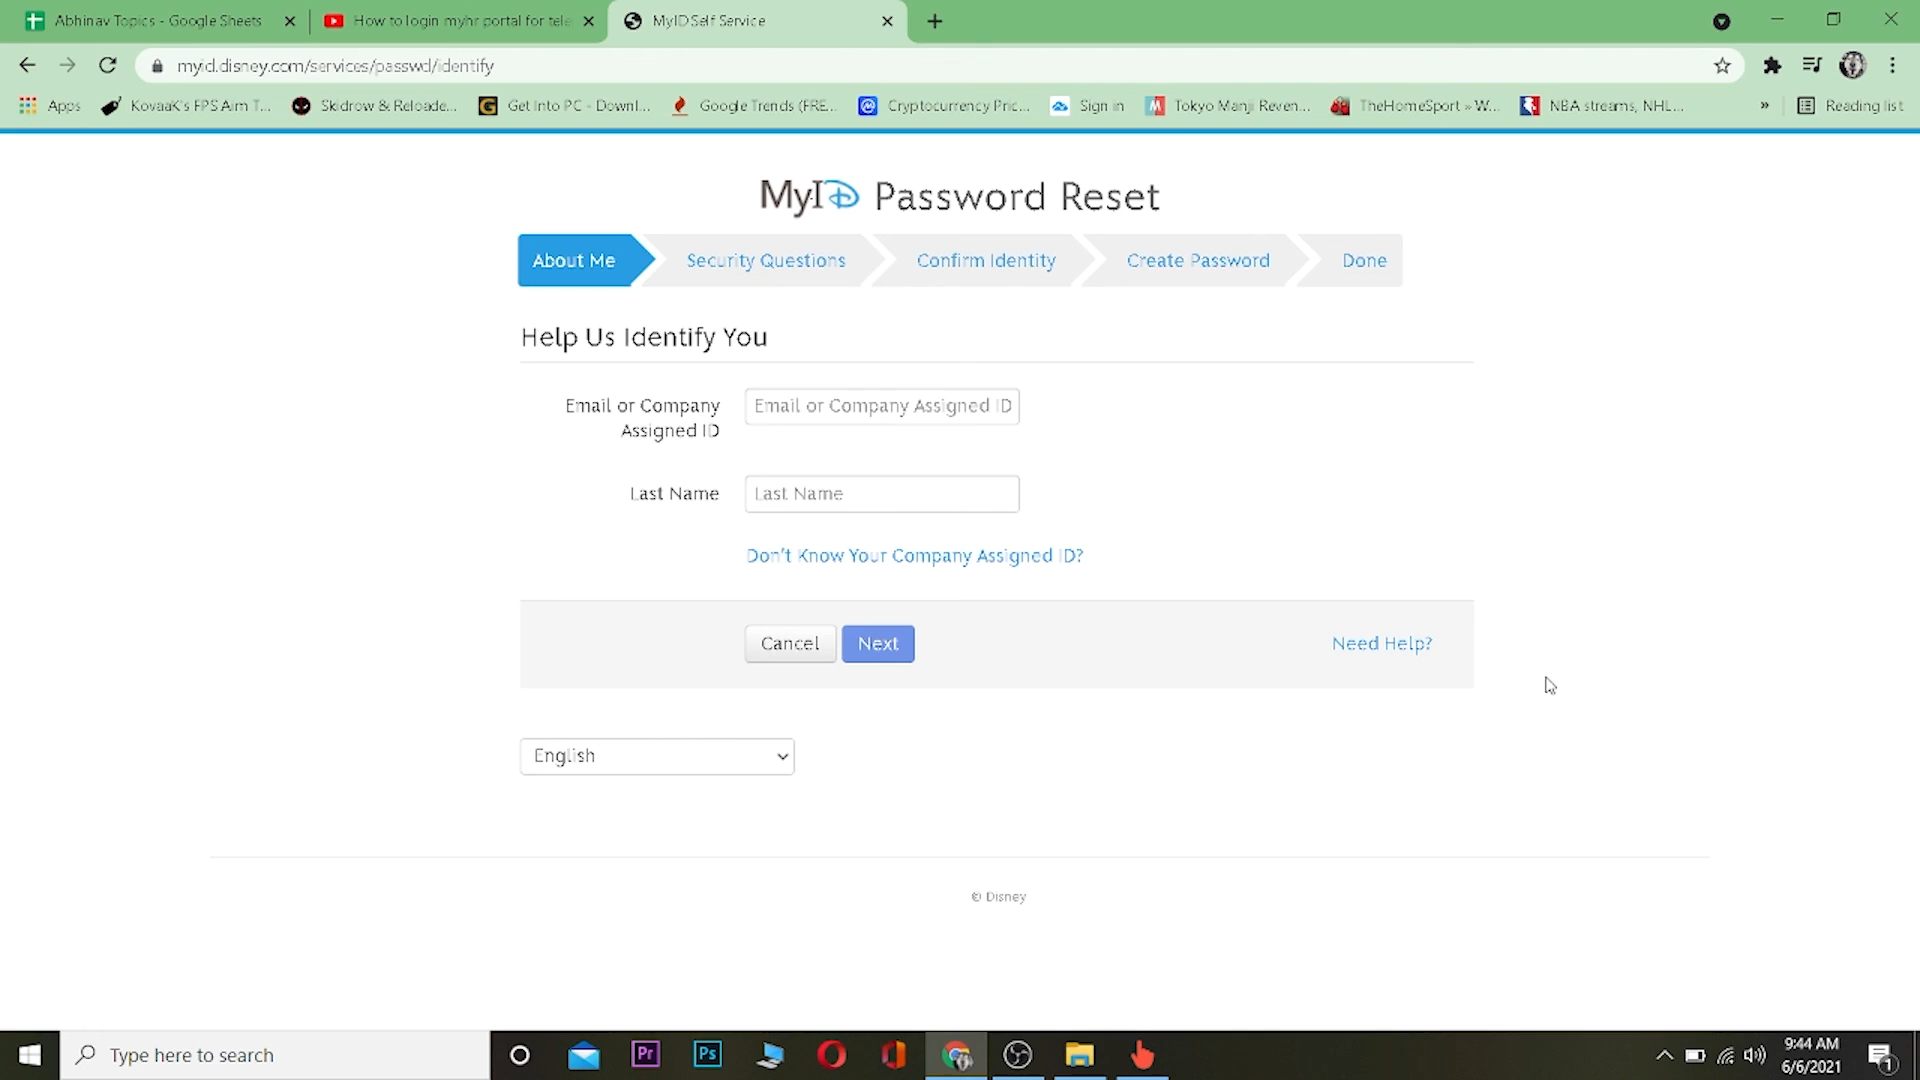 Abhinav Topics - Google Sheets
How to login myhr portal for tele
MyID Self Service
myid.disney.com/services/passwd/identify
Apps
KovaaK's FPS Aim T...
Skidrow & Reloade...
Get Into PC - Downl...
Google Trends (FRE...
Cryptocurrency Pric...
Sign in
Tokyo Manji Reven...
TheHomeSport » W...
NBA streams, NHL...
»
Reading list
MyID Password Reset
About Me
Security Questions
Confirm Identity
Create Password
Done
Help Us Identify You
Email or Company
Assigned ID
Email or Company Assigned ID
Last Name
Last Name
Don't Know Your Company Assigned ID?
Cancel
Next
Need Help?
English
© Disney
Type here to search
Pr
Ps
9:44 AM
6/6/2021
1